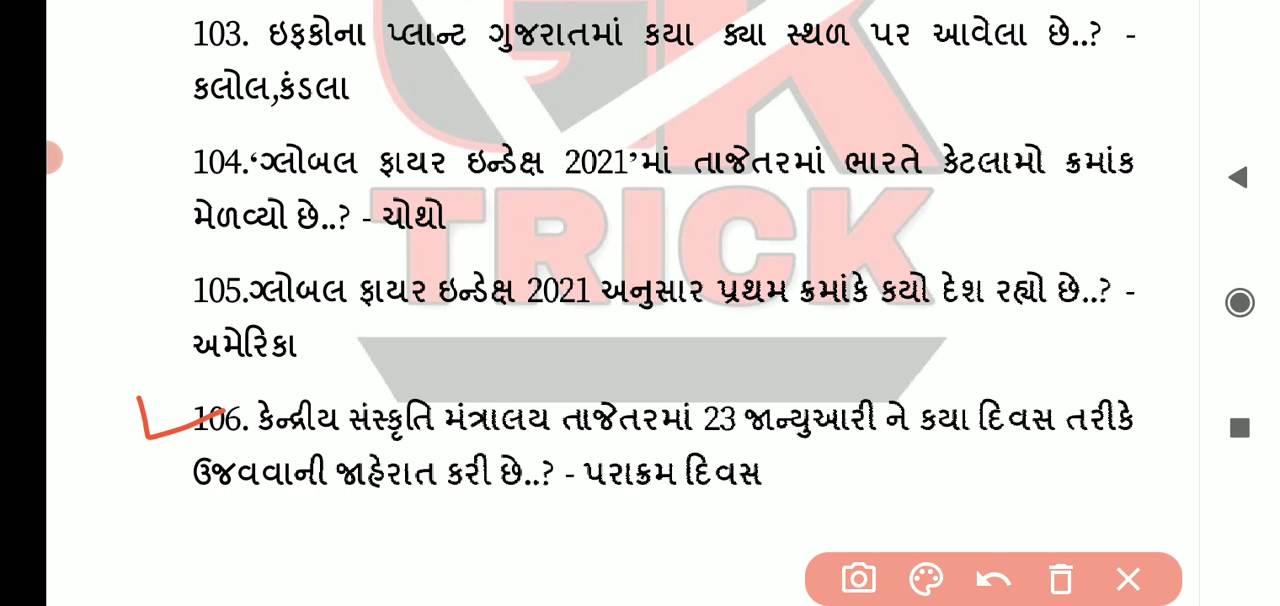 103. ઇફકોના પ્લાન્ટ ગુજરાતમાં કયા ક્યા સ્થળ પર આવેલા છે..? -
કલોલ,કંડલા
104.‘ગ્લોબલ ફાયર ઇન્ડેક્ષ 2021’માં તાજેતરમાં ભારતે કેટલામો ક્રમાંક
મેળવ્યો છે..? - ચોથો
105.ગ્લોબલ ફાયર ઇન્ડેક્ષ 2021 અનુસાર પ્રથમ ક્રમાંકે કયો દેશ રહ્યો છે..? -
અમેરિકા
106. કેન્દ્રીય સંસ્કૃતિ મંત્રાલય તાજેતરમાં 23 જાન્યુઆરી ને કયા દિવસ તરીકે
ઉજવવાની જાહેરાત કરી છે..? - પરાક્રમ દિવસ
GK
TRICK